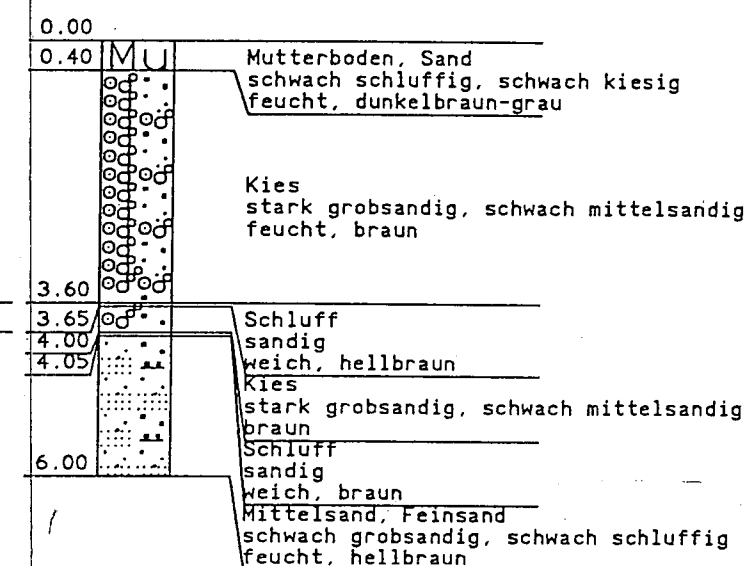 0.00
0.40 MU Mutterboden, Sand
schwach schluffig, schwach kiesig
feucht, dunkelbraun-grau
Kies
stark grobsandig, schwach mittelsandig
feucht, braun
3.60
3.65 Schluff
4.00 sandig
4.05 weich, hellbraun
Kies
stark grobsandig, schwach mittelsandig
braun
Schluff
6.00 sandig
weich, braun
Mittelsand, Feinsand
schwach grobsandig, schwach schluffig
feucht, hellbraun